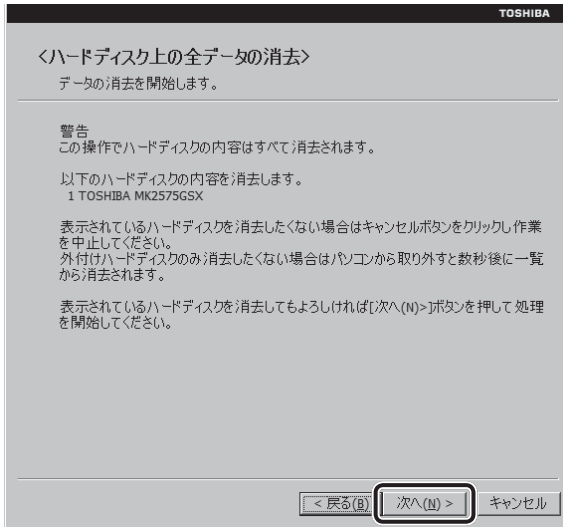 TOSHIBA
<ハードディスク上の全データの消去>
データの消去を開始します。
警告
この操作でハードディスクの内容はすべて消去されます。
以下のハードディスクの内容を消去します。
1 TOSHIBA MK2575GSX
表示されているハードディスクを消去したくない場合はキャンセルボタンをクリックし作業
を中止してください。
外付けハードディスクのみ消去したくない場合はパソコンから取り外すと数秒後に一覧
から消去されます。
表示されているハードディスクを消去してもよろしければ[次へ(N)>]ボタンを押して処理
を開始してください。
< 戻る(B) 次へ(N) > キャンセル